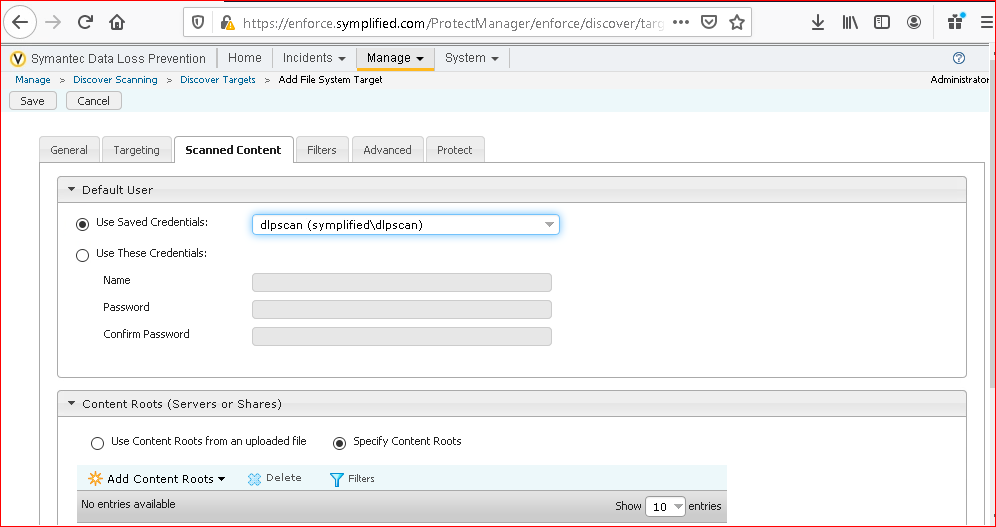 https://enforce.symplified.com/ProtectManager/enforce/discover/targ
Symantec Data Loss Prevention Home Incidents Manage System
Manage > Discover Scanning > Discover Targets > Add File System Target Administrator
Save Cancel
General Targeting Scanned Content Filters Advanced Protect
Default User
Use Saved Credentials: dlpscan (symplified\dlpscan)
Use These Credentials:
Name
Password
Confirm Password
Content Roots (Servers or Shares)
Use Content Roots from an uploaded file Specify Content Roots
Add Content Roots Delete Filters
No entries available Show 10 entries